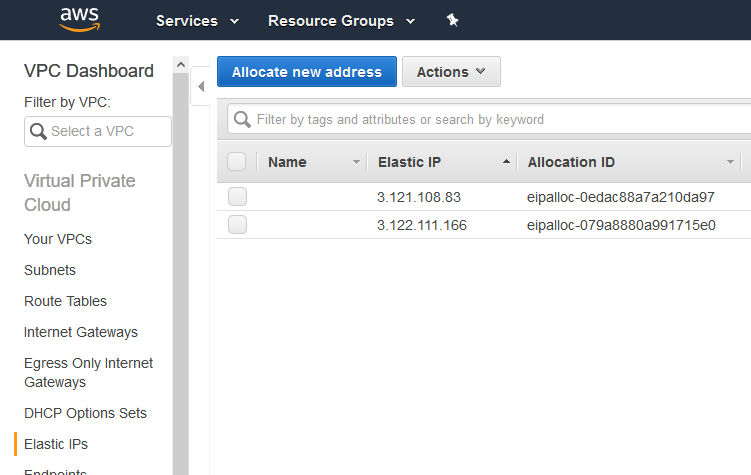 aws Services Resource Groups
VPC Dashboard
Filter by VPC:
Select a VPC
Virtual Private
Cloud
Your VPCs
Subnets
Route Tables
Internet Gateways
Egress Only Internet
Gateways
DHCP Options Sets
Elastic IPs
Endpoints
Allocate new address Actions
Filter by tags and attributes or search by keyword
Name Elastic IP Allocation ID
3.121.108.83 eipalloc-0edac88a7a210da97
3.122.111.166 eipalloc-079a8880a991715e0